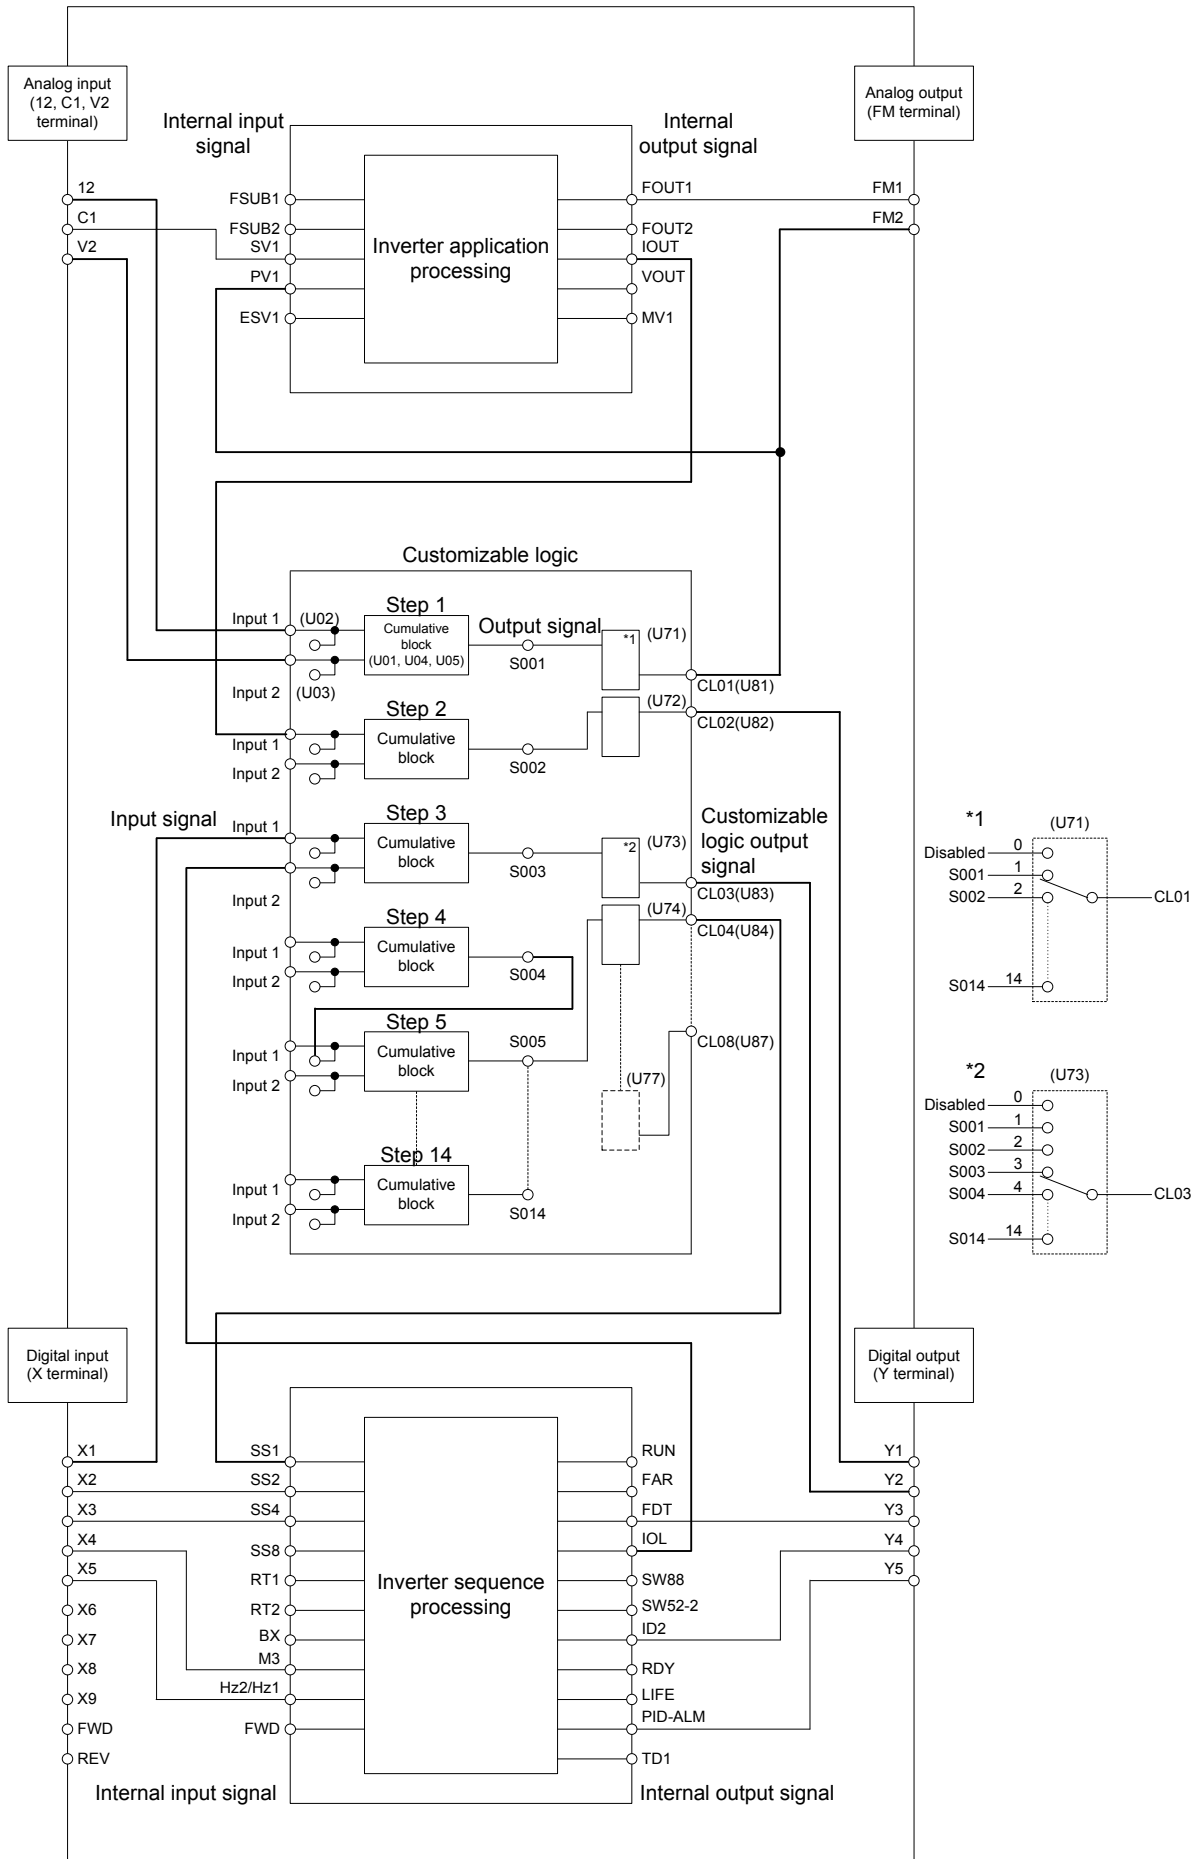 Analog input
(12, C1, V2
terminal)
Analog output
(FM terminal)
Internal input
signal
Internal
output signal
12
C1
V2
FSUB1
FSUB2
SV1
PV1
ESV1
Inverter application
processing
FOUT1
FOUT2
IOUT
VOUT
MV1
FM1
FM2
Customizable logic
Input 1
(U02)
Step 1
Cumulative
block
(U01, U04, U05)
Output signal
S001
*1
(U71)
CL01(U81)
Input 2
(U03)
Step 2
Input 1
Input 2
Cumulative
block
S002
(U72)
CL02(U82)
Input signal
Step 3
Input 1
Input 2
Cumulative
block
S003
*2
(U73)
Customizable
logic output
signal
CL03(U83)
Step 4
Input 1
Input 2
Cumulative
block
S004
(U74)
CL04(U84)
Step 5
Input 1
Input 2
Cumulative
block
S005
(U77)
CL08(U87)
Step 14
Input 1
Input 2
Cumulative
block
S014
*1
(U71)
Disabled 0
S001 1
S002 2
S014 14
CL01
*2
(U73)
Disabled 0
S001 1
S002 2
S003 3
S004 4
S014 14
CL03
Digital input
(X terminal)
Digital output
(Y terminal)
X1
X2
X3
X4
X5
X6
X7
X8
X9
FWD
REV
SS1
SS2
SS4
SS8
RT1
RT2
BX
M3
Hz2/Hz1
FWD
Inverter sequence
processing
RUN
FAR
FDT
IOL
SW88
SW52-2
ID2
RDY
LIFE
PID-ALM
TD1
Y1
Y2
Y3
Y4
Y5
Internal input signal
Internal output signal